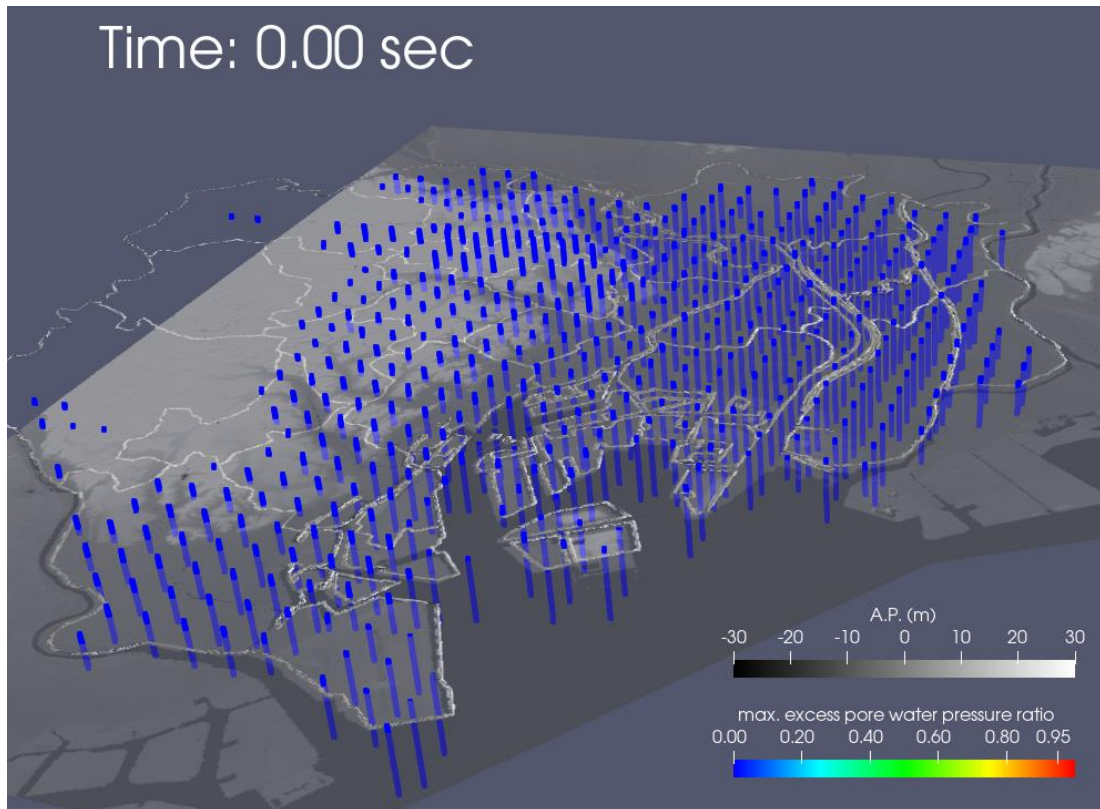 Time: 0.00 sec
A.P. (m)
-30 -20 -10 0 10 20 30
max. excess pore water pressure ratio
0.00 0.20 0.40 0.60 0.80 0.95